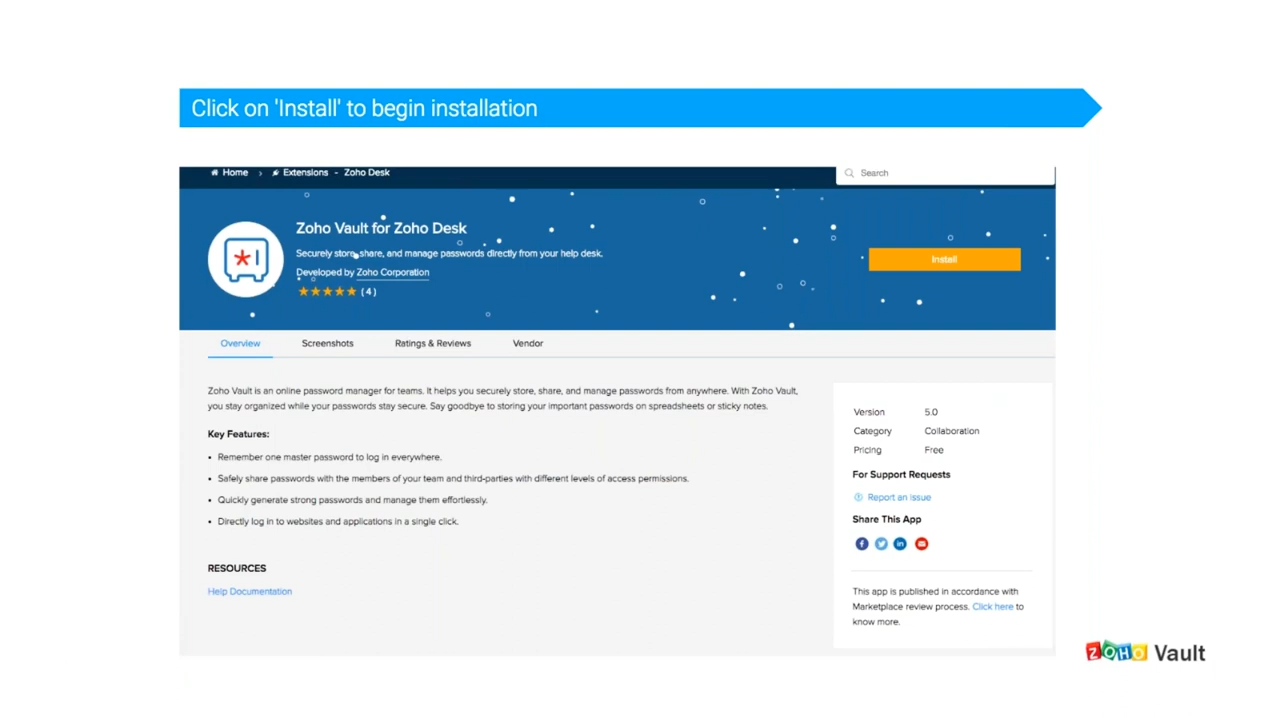 Click on 'Install' to begin installation
Home > Extensions - Zoho Desk
Search
Zoho Vault for Zoho Desk
Securely store, share, and manage passwords directly from your help desk.
Developed by Zoho Corporation
Install
★★★★★ ( 4 )
Overview Screenshots Ratings & Reviews Vendor
Zoho Vault is an online password manager for teams. It helps you securely store, share, and manage passwords from anywhere. With Zoho Vault,
you stay organized while your passwords stay secure. Say goodbye to storing your important passwords on spreadsheets or sticky notes.
Key Features:
• Remember one master password to log in everywhere.
• Safely share passwords with the members of your team and third-parties with different levels of access permissions.
• Quickly generate strong passwords and manage them effortlessly.
• Directly log in to websites and applications in a single click.
RESOURCES
Help Documentation
Version 5.0
Category Collaboration
Pricing Free
For Support Requests
Report an issue
Share This App
This app is published in accordance with
Marketplace review process. Click here to
know more.
ZOHO Vault